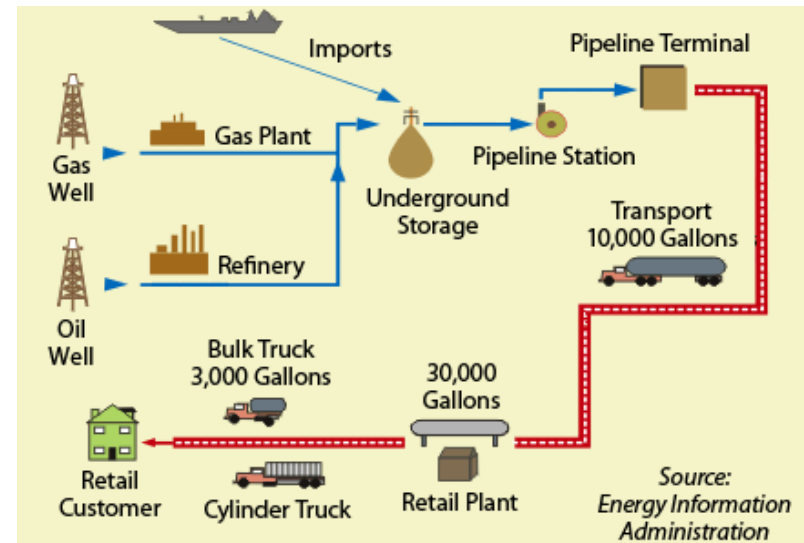 Imports
Pipeline Terminal
Gas Plant
Gas
Well
Pipeline Station
Underground
Storage
Transport
10,000 Gallons
Refinery
Oil
Well
Bulk Truck
3,000 Gallons
30,000
Gallons
Retail
Customer
Cylinder Truck
Retail Plant
Source:
Energy Information
Administration